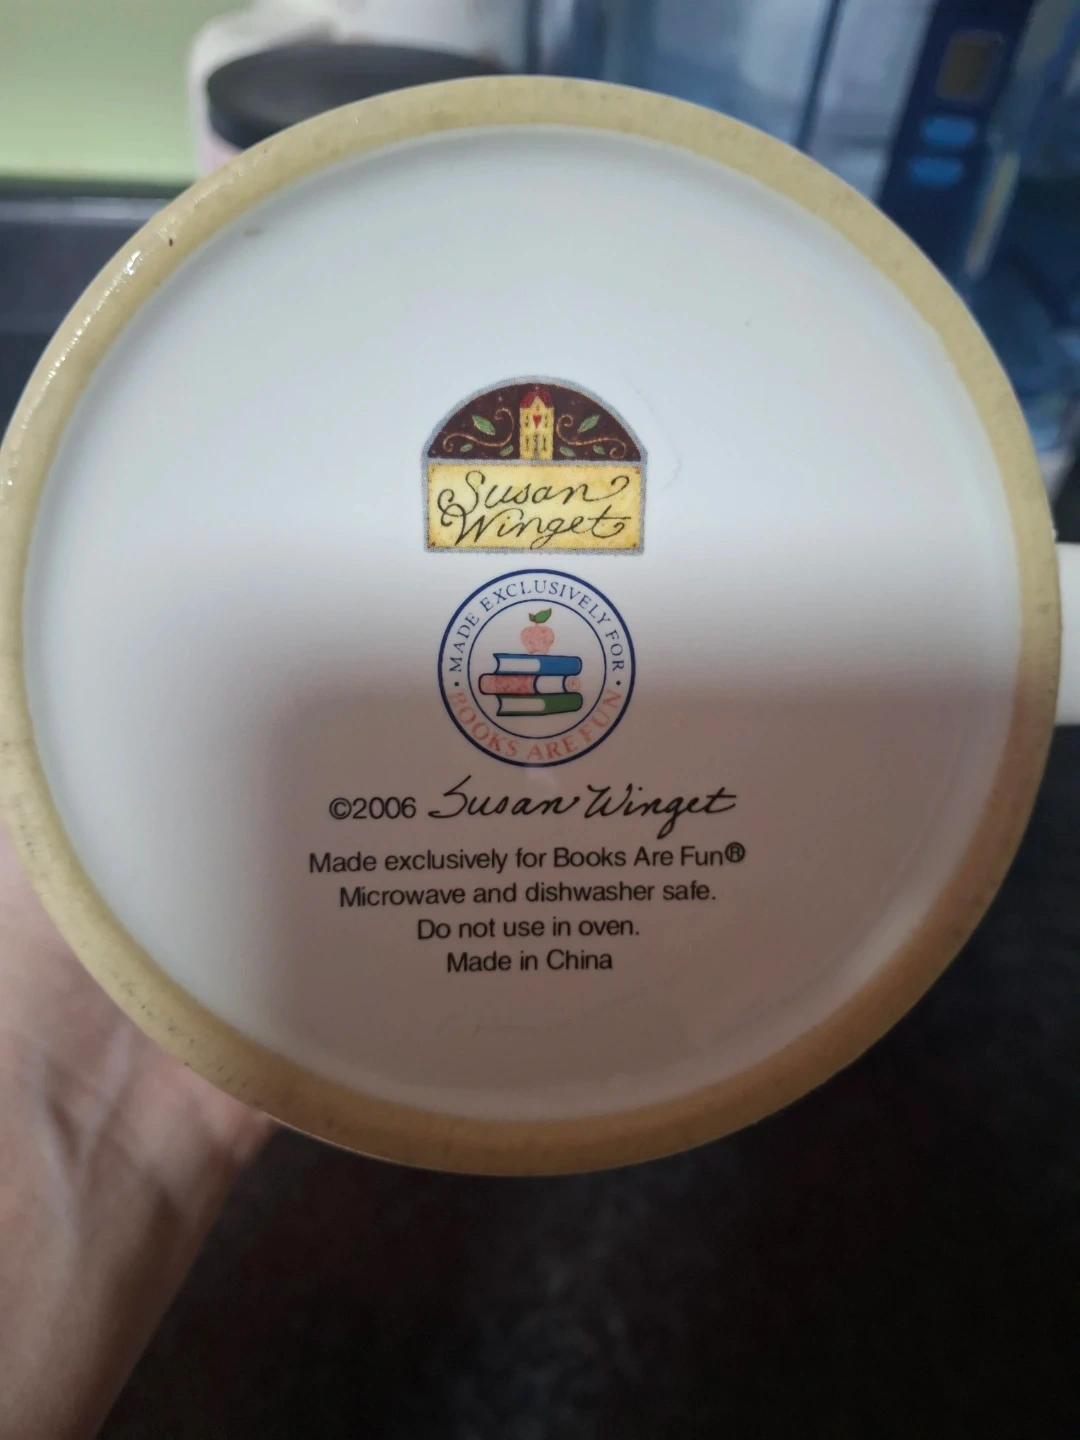 Susan
Winget
MADE EXCLUSIVELY FOR
BOOKS ARE FUN
©2006 Susan Winget
Made exclusively for Books Are Fun®
Microwave and dishwasher safe.
Do not use in oven.
Made in China